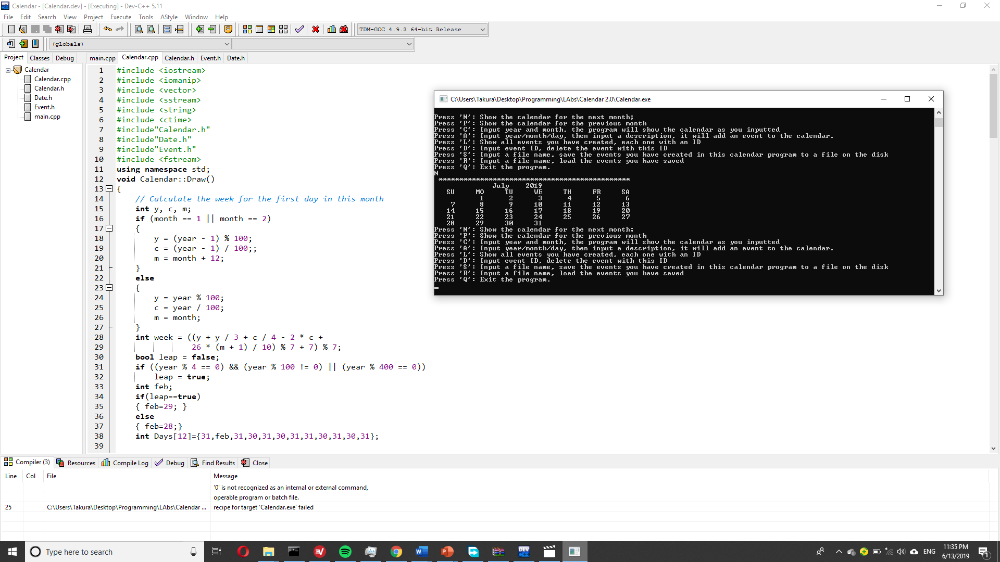 Calendar - [Calendar.dev] - [Executing] - Dev-C++ 5.11
File Edit Search View Project Execute Tools AStyle Window Help
TDM-GCC 4.9.2 64-bit Release
(globals)
Project Classes Debug
main.cpp Calendar.cpp Calendar.h Event.h Date.h
Calendar
Calendar.cpp
Calendar.h
Date.h
Event.h
main.cpp
1 #include <iostream>
2 #include <iomanip>
3 #include <vector>
4 #include <sstream>
5 #include <string>
6 #include <ctime>
7 #include"Calendar.h"
8 #include"Date.h"
9 #include"Event.h"
10 #include <fstream>
11 using namespace std;
12 void Calendar::Draw()
13 {
14 // Calculate the week for the first day in this month
15 int y, c, m;
16 if (month == 1 || month == 2)
17 {
18 y = (year - 1) % 100;
19 c = (year - 1) / 100;;
20 m = month + 12;
21 }
22 else
23 {
24 y = year % 100;
25 c = year / 100;
26 m = month;
27 }
28 int week = ((y + y / 3 + c / 4 - 2 * c +
29 26 * (m + 1) / 10) % 7 + 7) % 7;
30 bool leap = false;
31 if ((year % 4 == 0) && (year % 100 != 0) || (year % 400 == 0))
32 leap = true;
33 int feb;
34 if(leap==true)
35 { feb=29; }
36 else
37 { feb=28;}
38 int Days[12]={31,feb,31,30,31,30,31,31,30,31,30,31};
39
C:\Users\Takura\Desktop\Programming\LAbs\Calendar 2.0\Calendar.exe
Press 'N': Show the calendar for the next month;
Press 'P': Show the calendar for the previous month
Press 'C': Input year and month, the program will show the calendar as you inputted
Press 'A': Input year/month/day, then input a description, it will add an event to the calendar.
Press 'L': Show all events you have created, each one with an ID
Press 'D': Input event ID, delete the event with this ID
Press 'S': Input a file name, save the events you have created in this calendar program to a file on the disk
Press 'R': Input a file name, load the events you have saved
Press 'Q': Exit the program.
N
**********************************************
July 2019
SU MO TU WE TH FR SA
1 2 3 4 5 6
7 8 9 10 11 12 13
14 15 16 17 18 19 20
21 22 23 24 25 26 27
28 29 30 31
Press 'N': Show the calendar for the next month;
Press 'P': Show the calendar for the previous month
Press 'C': Input year and month, the program will show the calendar as you inputted
Press 'A': Input year/month/day, then input a description, it will add an event to the calendar.
Press 'L': Show all events you have created, each one with an ID
Press 'D': Input event ID, delete the event with this ID
Press 'S': Input a file name, save the events you have created in this calendar program to a file on the disk
Press 'R': Input a file name, load the events you have saved
Press 'Q': Exit the program.
Compiler (3) Resources Compile Log Debug Find Results Close
Line Col File Message
'0' is not recognized as an internal or external command,
operable program or batch file.
25 C:\Users\Takura\Desktop\Programming\LAbs\Calendar ... recipe for target 'Calendar.exe' failed
Type here to search
ENG
11:35 PM
6/13/2019
1